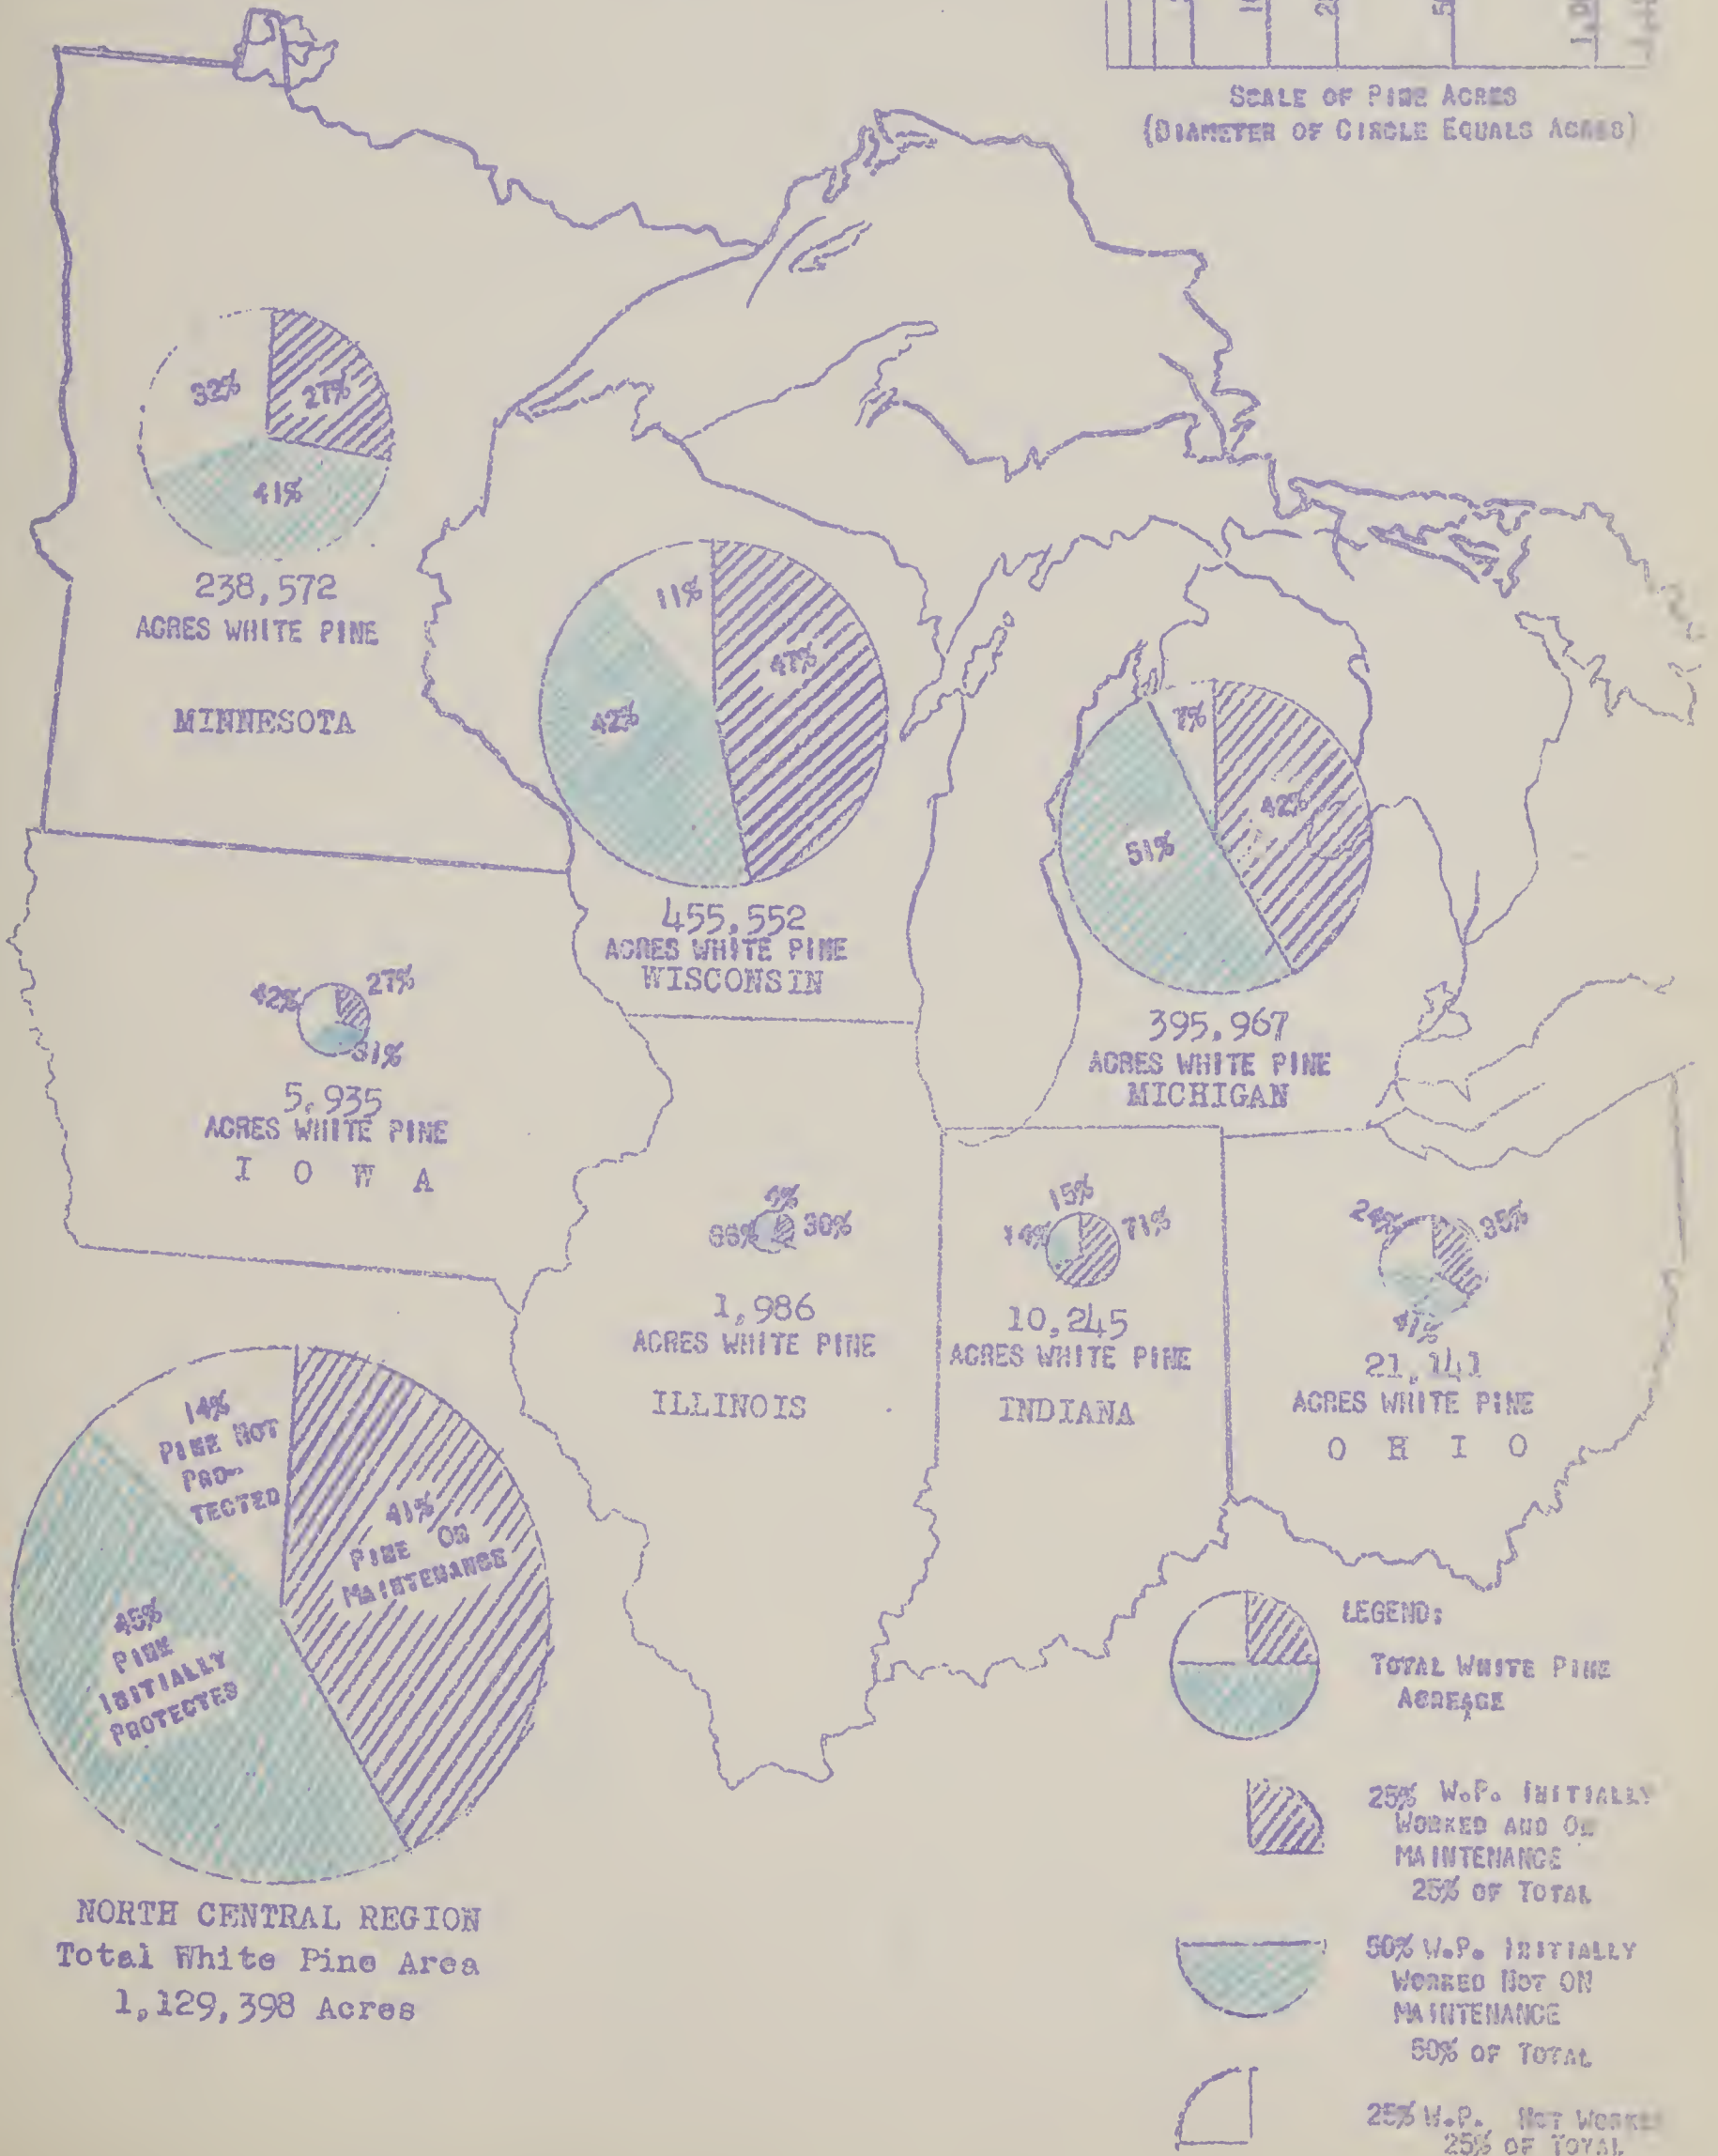 SCALE OF PINE ACRES
(DIAMETER OF CIRCLE EQUALS ACRES)
32%
27%
41%
238,572
ACRES WHITE PINE
MINNESOTA
11%
47%
42%
455,552
ACRES WHITE PINE
WISCONSIN
7%
42%
51%
395,967
ACRES WHITE PINE
MICHIGAN
42%
27%
31%
5,935
ACRES WHITE PINE
I O W A
4%
66%
30%
1,986
ACRES WHITE PINE
ILLINOIS
15%
14%
71%
10,245
ACRES WHITE PINE
INDIANA
24%
35%
41%
21,141
ACRES WHITE PINE
O H I O
14%
PINE NOT
PRO-
TECTED
41%
PINE ON
MAINTENANCE
45%
PINE
INITIALLY
PROTECTED
NORTH CENTRAL REGION
Total White Pine Area
1,129,398 Acres
LEGEND:
TOTAL WHITE PINE
ACREAGE
25% W.P. INITIALLY
WORKED AND ON
MAINTENANCE
25% OF TOTAL
50% W.P. INITIALLY
WORKED NOT ON
MAINTENANCE
50% OF TOTAL
25% W.P. NOT WORKED
25% OF TOTAL